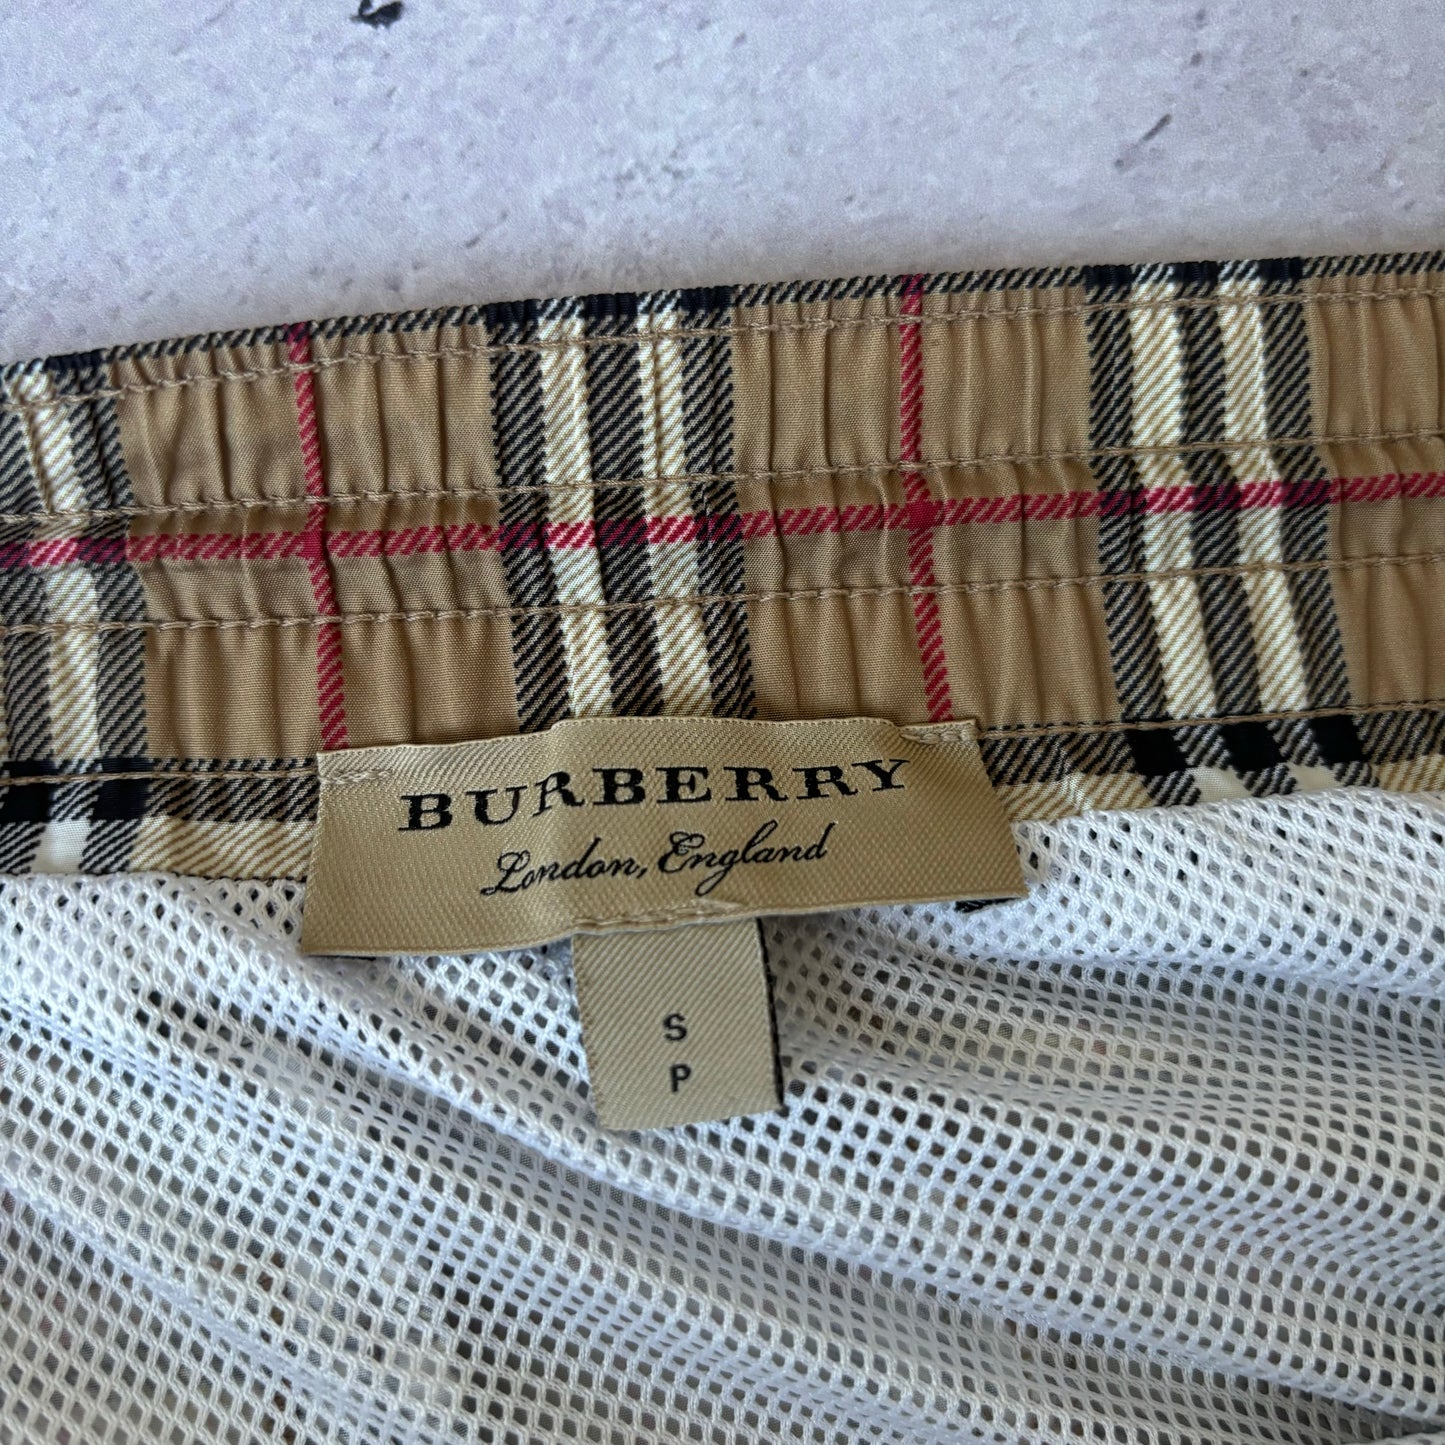 BURBERRY
London, England
S
P